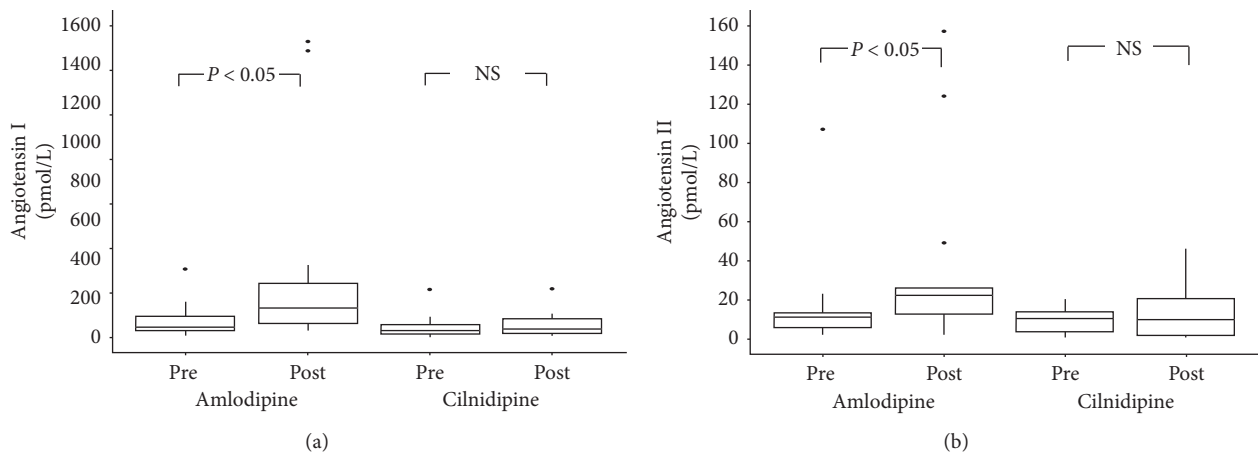 1600
1400
1200
1000
800
600
400
200
0
Angiotensin I
(pmol/L)
P < 0.05
NS
Pre
Post
Pre
Post
Amlodipine
Cilnidipine
(a)
160
140
120
100
80
60
40
20
0
Angiotensin II
(pmol/L)
P < 0.05
NS
Pre
Post
Pre
Post
Amlodipine
Cilnidipine
(b)